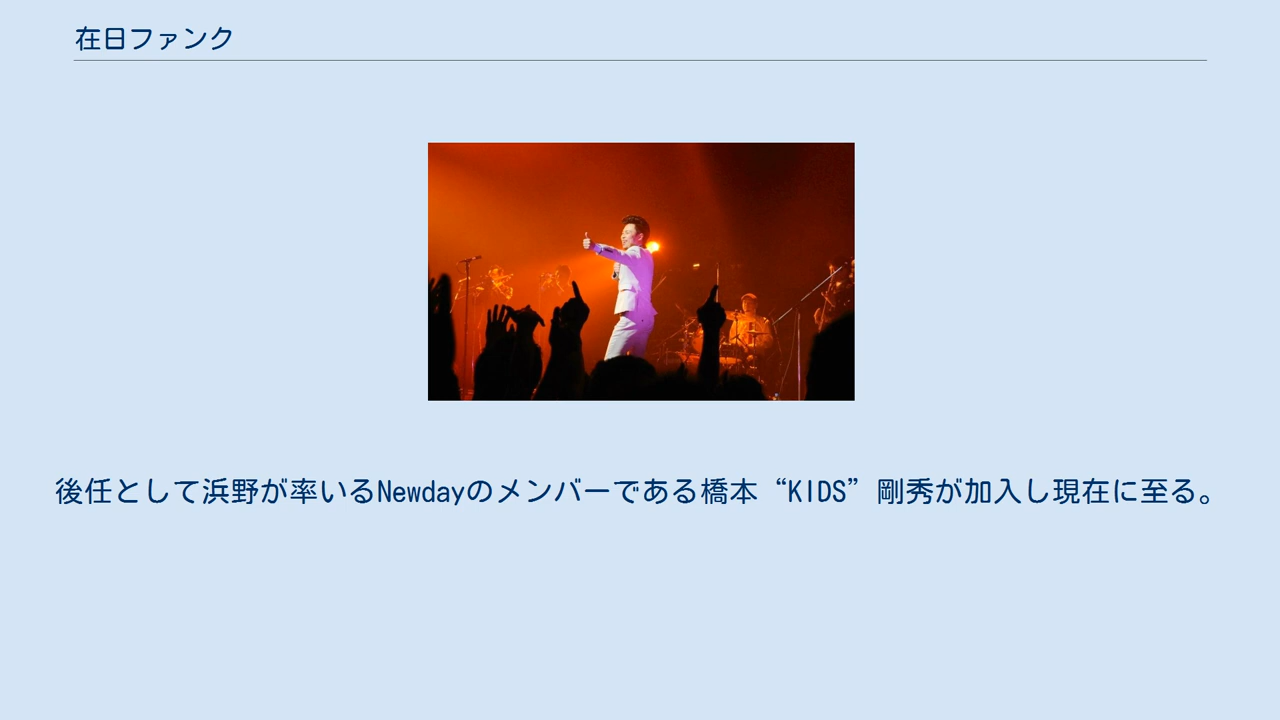 在日ファンク
後任として浜野が率いるNewdayのメンバーである橋本“KIDS”剛秀が加入し現在に至る。